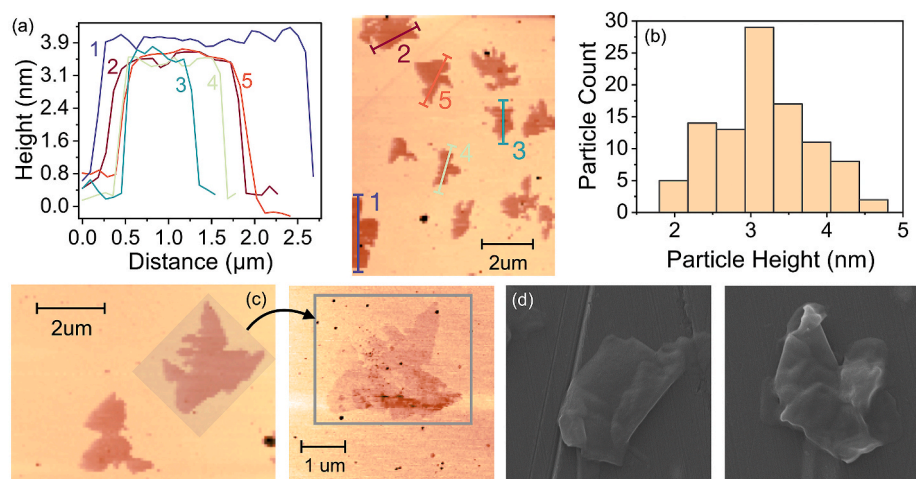 (a)
3.9
3.1
2.4
1.6
0.8
0.0
Height (nm)
1
2
3
4
5
0.0 0.5 1.0 1.5 2.0 2.5
Distance (µm)
2
5
3
4
1
2um
(b)
30
25
20
15
10
5
0
Particle Count
2 3 4 5
Particle Height (nm)
2um
(c)
1 um
(d)